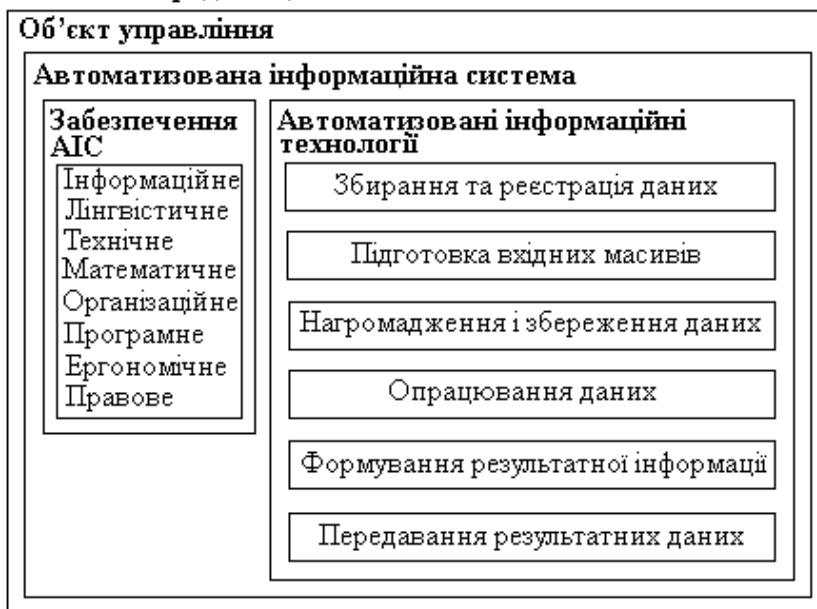 Об’єкт управління
Автоматизована інформаційна система
Забезпечення
АІС
Інформаційне
Лінгвістичне
Технічне
Математичне
Організаційне
Програмне
Ергономічне
Правове
Автоматизовані інформаційні
технології
Збирання та реєстрація даних
Підготовка вхідних масивів
Нагромадження і збереження даних
Опрацювання даних
Формування результатної інформації
Передавання результатних даних